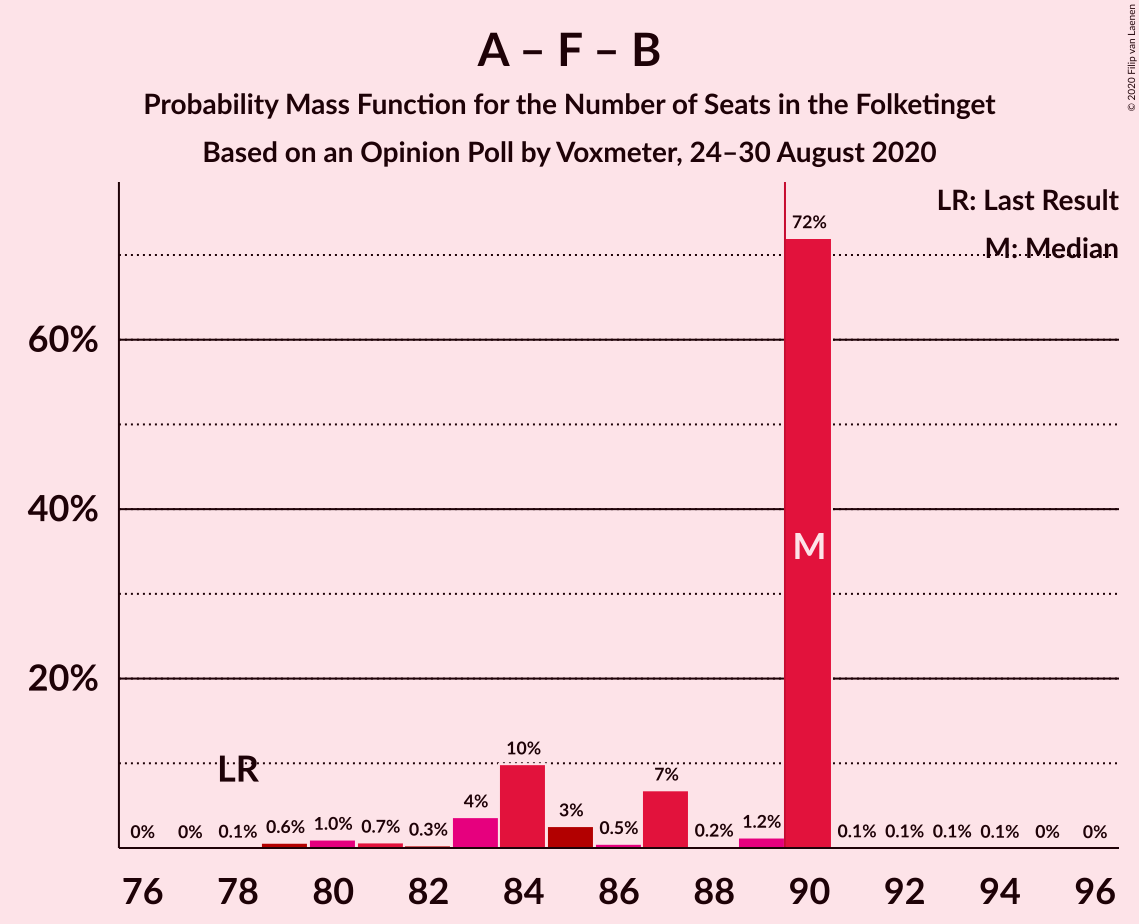 © 2020 Filip van Laenen
A – F – B
Probability Mass Function for the Number of Seats in the Folketinget
Based on an Opinion Poll by Voxmeter, 24–30 August 2020
LR: Last Result
M: Median
60%
40%
20%
0%
0%
0.1%
0.6%
1.0%
0.7%
0.3%
4%
10%
3%
0.5%
7%
0.2%
1.2%
72%
0.1%
0.1%
0.1%
0.1%
0%
0%
LR
M
76 78 80 82 84 86 88 90 92 94 96